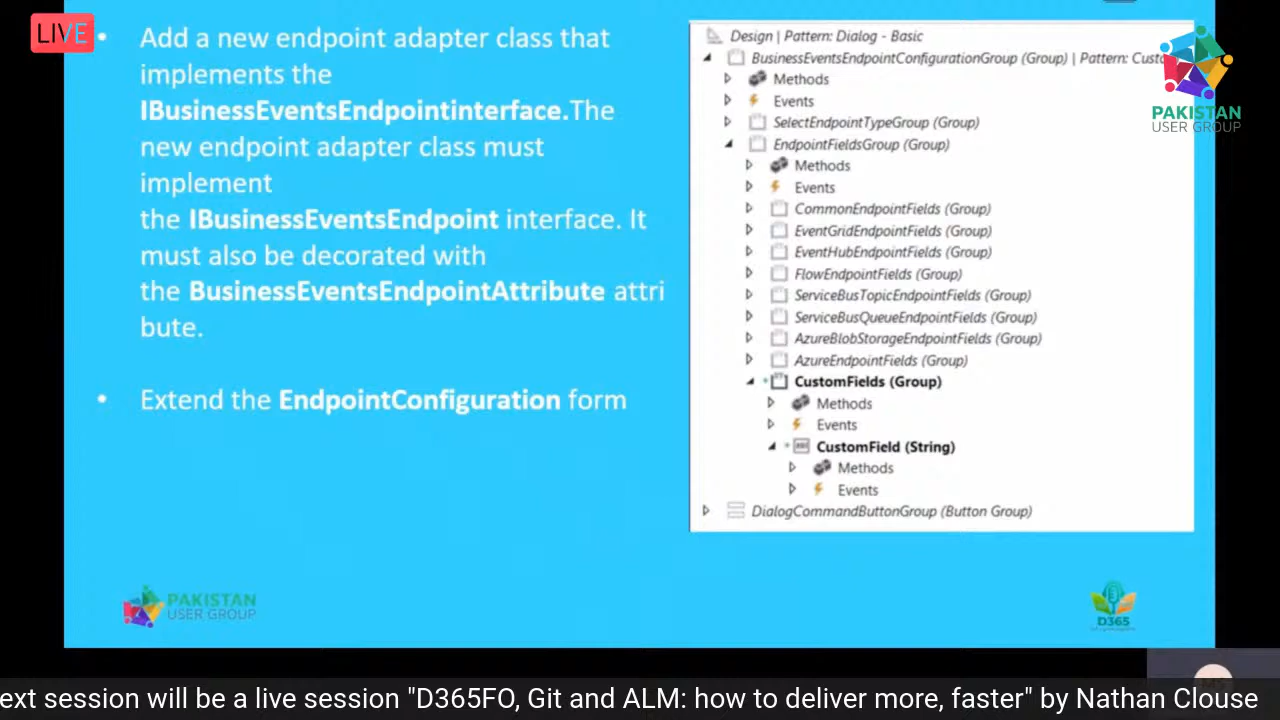 LIVE
• Add a new endpoint adapter class that
implements the
IBusinessEventsEndpointinterface.The
new endpoint adapter class must
implement
the IBusinessEventsEndpoint interface. It
must also be decorated with
the BusinessEventsEndpointAttribute attri
bute.
• Extend the EndpointConfiguration form
Design | Pattern: Dialog - Basic
BusinessEventsEndpointConfigurationGroup (Group) | Pattern: Custo
Methods
Events
SelectEndpointTypeGroup (Group)
EndpointFieldsGroup (Group)
Methods
Events
CommonEndpointFields (Group)
EventGridEndpointFields (Group)
EventHubEndpointFields (Group)
FlowEndpointFields (Group)
ServiceBusTopicEndpointFields (Group)
ServiceBusQueueEndpointFields (Group)
AzureBlobStorageEndpointFields (Group)
AzureEndpointFields (Group)
CustomFields (Group)
Methods
Events
CustomField (String)
Methods
Events
DialogCommandButtonGroup (Button Group)
PAKISTAN
USER GROUP
PAKISTAN
USER GROUP
D365
ext session will be a live session "D365FO, Git and ALM: how to deliver more, faster" by Nathan Clouse